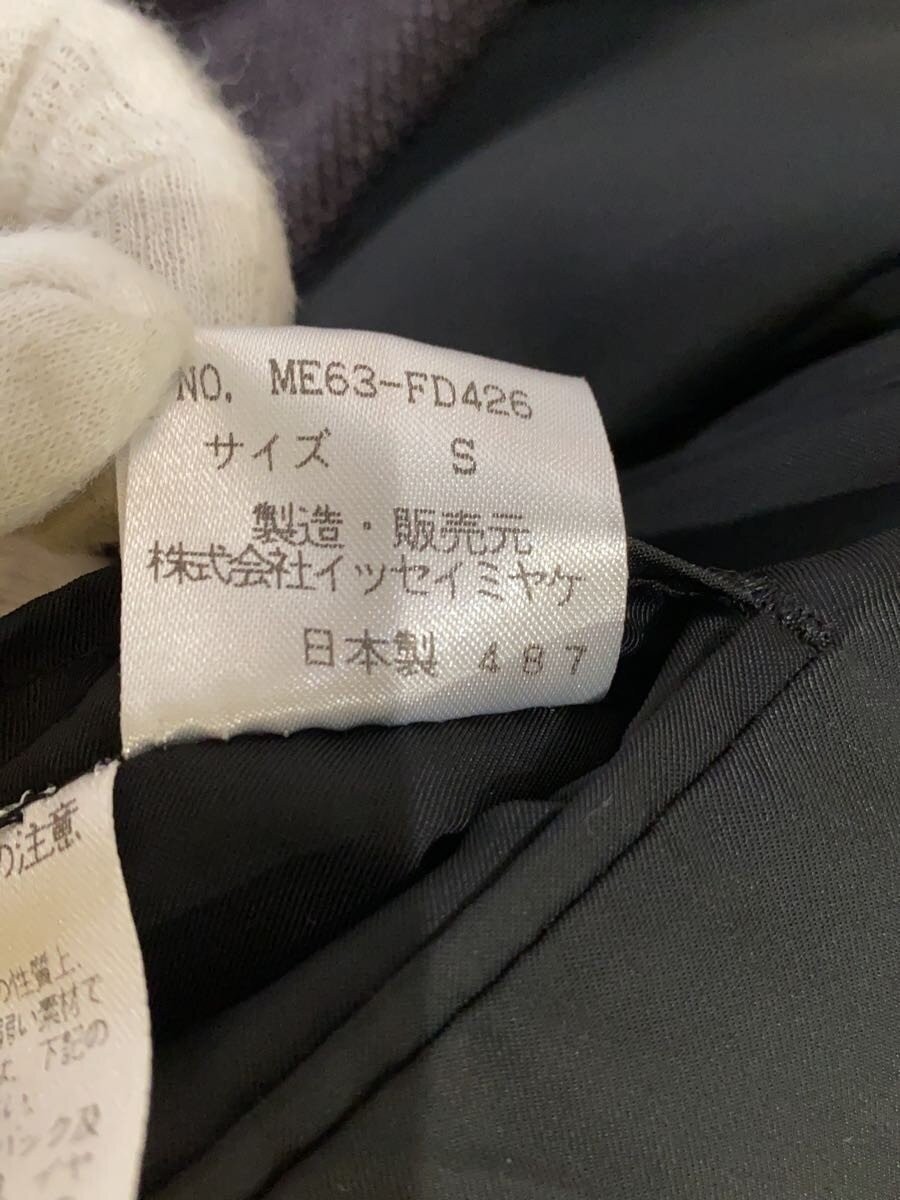 NO. ME63-FD426
サイズ S
製造・販売元
株式会社イッセイミヤケ
日本製 487
の注意
の性質上、
弱い素材で
下記の